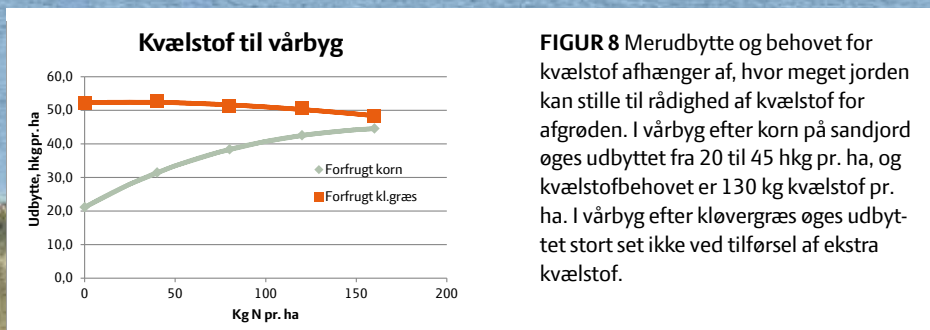 Kvælstof til vårbyg
Udbytte, hkg pr. ha
60,0
50,0
40,0
30,0
20,0
10,0
0,0
Forfrugt korn
Forfrugt kl.græs
0
50
100
150
200
Kg N pr. ha
FIGUR 8 Merudbytte og behovet for
kvælstof afhænger af, hvor meget jorden
kan stille til rådighed af kvælstof for
afgrøden. I vårbyg efter korn på sandjord
øges udbyttet fra 20 til 45 hkg pr. ha, og
kvælstofbehovet er 130 kg kvælstof pr.
ha. I vårbyg efter kløvergræs øges udbyt-
tet stort set ikke ved tilførsel af ekstra
kvælstof.